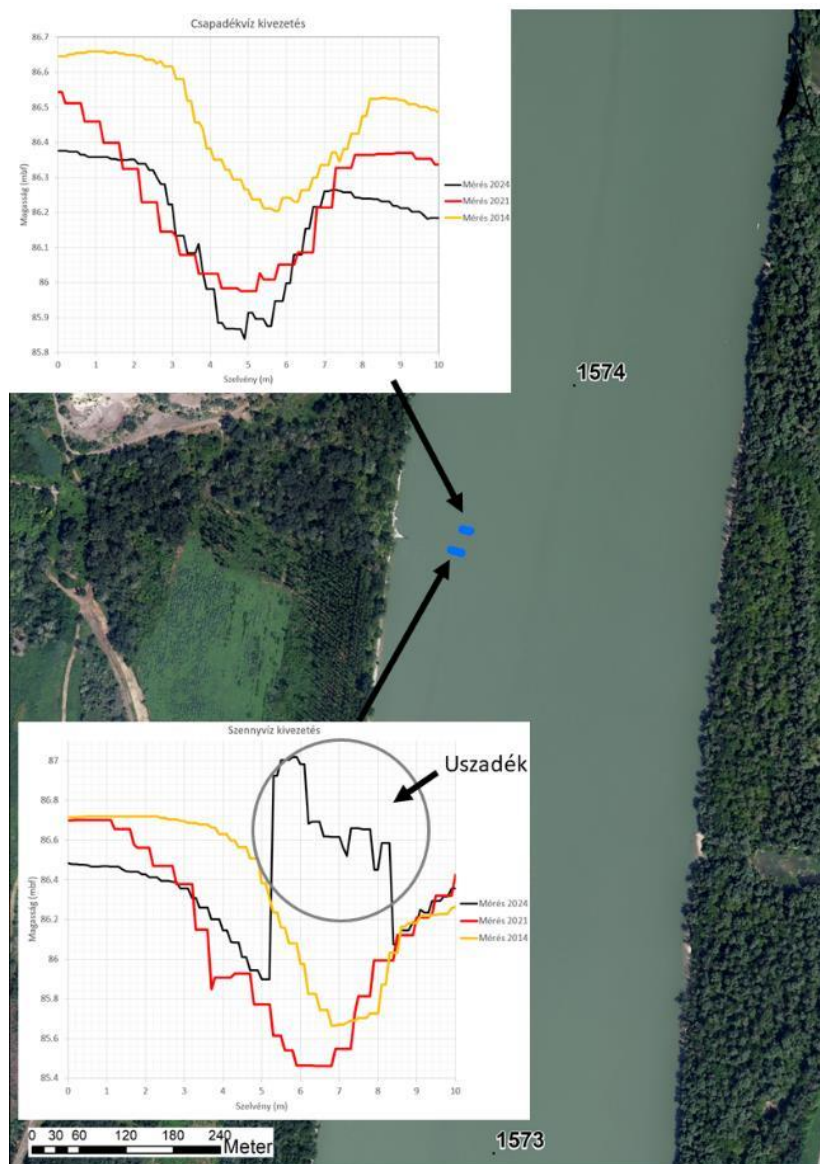 Csapadékvíz kivezetés
86.7
86.6
86.5
86.4
86.3
86.2
86.1
86
85.9
85.8
Magasság (mbf)
0 1 2 3 4 5 6 7 8 9 10
Szelvény (m)
Mérés 2024
Mérés 2021
Mérés 2014
N
1574
Szennyvíz kivezetés
87
86.8
86.6
86.4
86.2
86
85.8
85.6
85.4
Magasság (mbf)
0 1 2 3 4 5 6 7 8 9 10
Szelvény (m)
Uszadék
Mérés 2024
Mérés 2021
Mérés 2014
0 30 60 120 180 240 Meter
1573